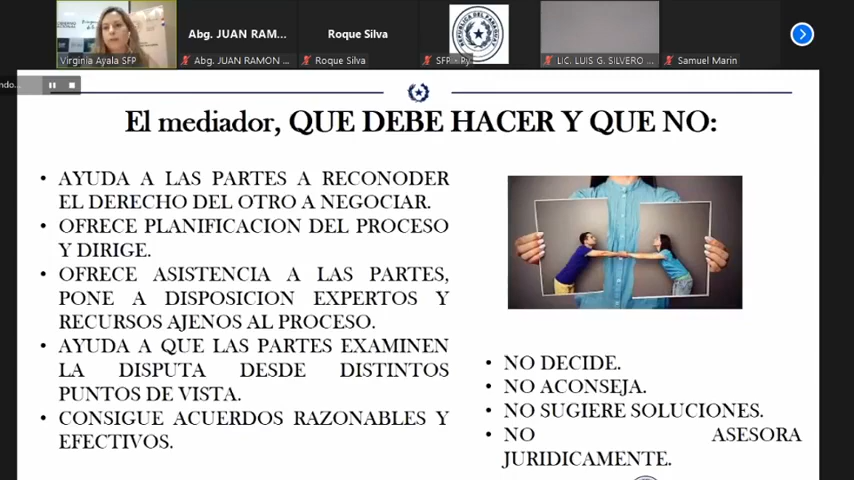 Abg. JUAN RAM...
Roque Silva
Virginia Ayala SFP
Abg. JUAN RAMON ...
Roque Silva
SFP - Py
LIC. LUIS G. SILVERO ...
Samuel Marin
ndo...
El mediador, QUE DEBE HACER Y QUE NO:
• AYUDA A LAS PARTES A RECONODER
EL DERECHO DEL OTRO A NEGOCIAR.
• OFRECE PLANIFICACION DEL PROCESO
Y DIRIGE.
• OFRECE ASISTENCIA A LAS PARTES,
PONE A DISPOSICION EXPERTOS Y
RECURSOS AJENOS AL PROCESO.
• AYUDA A QUE LAS PARTES EXAMINEN
LA DISPUTA DESDE DISTINTOS
PUNTOS DE VISTA.
• CONSIGUE ACUERDOS RAZONABLES Y
EFECTIVOS.
• NO DECIDE.
• NO ACONSEJA.
• NO SUGIERE SOLUCIONES.
• NO ASESORA
JURIDICAMENTE.